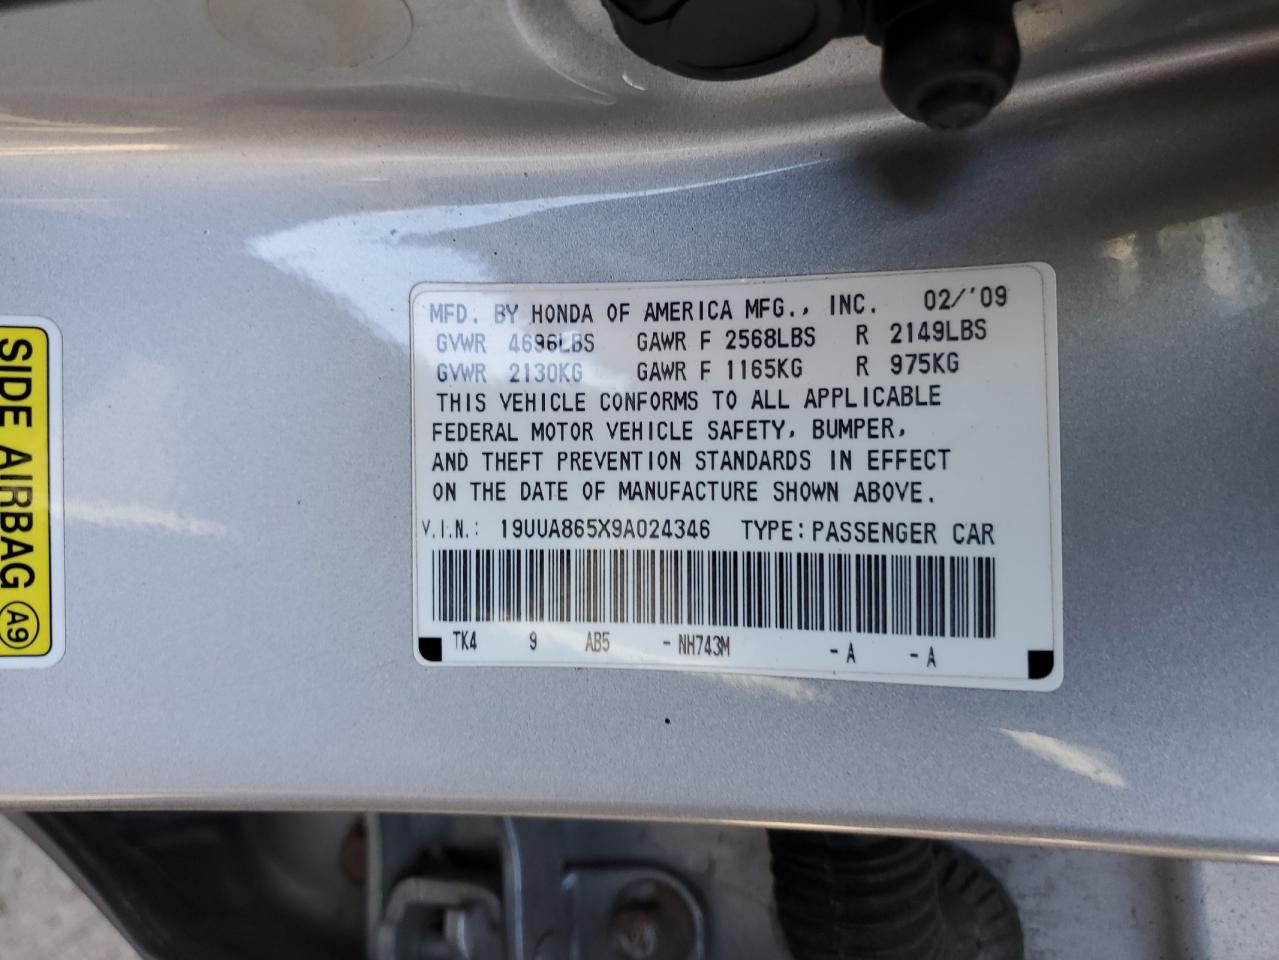 MFD. BY HONDA OF AMERICA MFG., INC. 02/'09
GVWR 4696LBS GAWR F 2568LBS R 2149LBS
GVWR 2130KG GAWR F 1165KG R 975KG
THIS VEHICLE CONFORMS TO ALL APPLICABLE
FEDERAL MOTOR VEHICLE SAFETY, BUMPER,
AND THEFT PREVENTION STANDARDS IN EFFECT
ON THE DATE OF MANUFACTURE SHOWN ABOVE.
V.I.N.: 19UUA865X9A024346 TYPE: PASSENGER CAR
TK4 9 AB5 -NH743M -A -A
SIDE AIRBAG A9